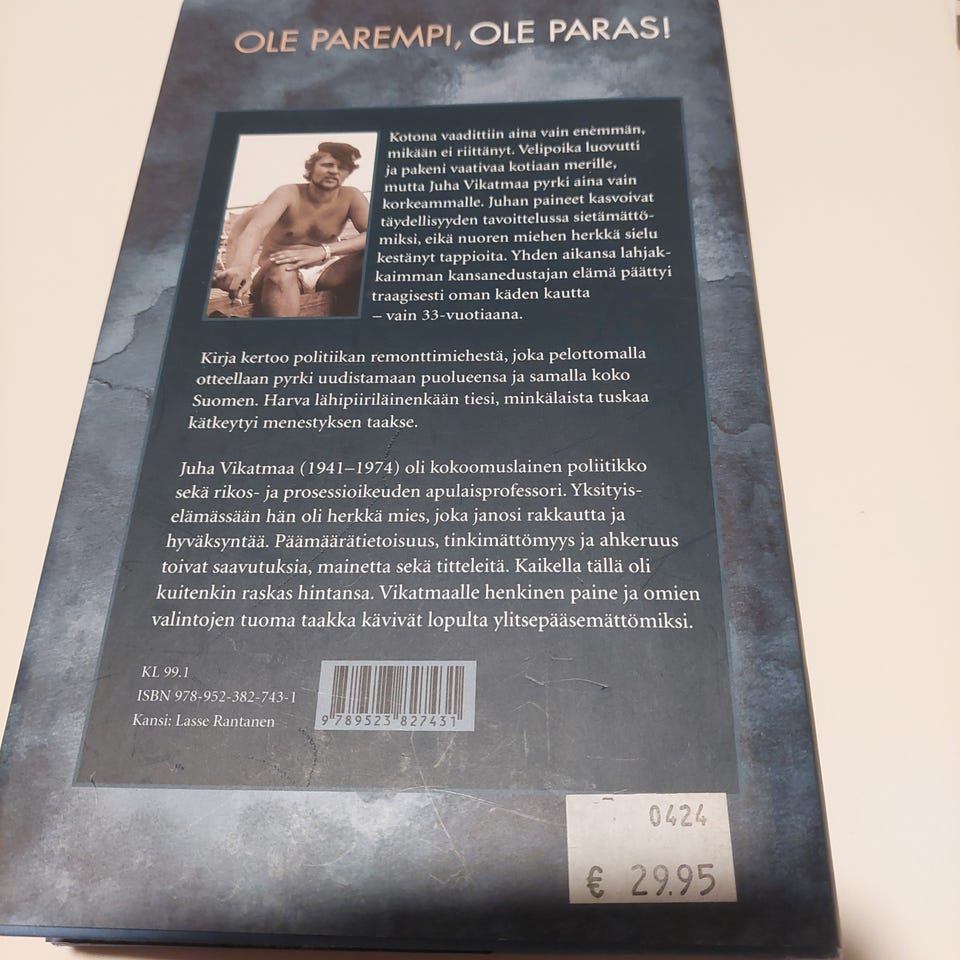 OLE PAREMPI, OLE PARAS!
Kotona vaadittiin aina vain enemmän,
mikään ei riittänyt. Velipoika luovutti
ja pakeni vaativaa kotiaan merille,
mutta Juha Vikatmaa pyrki aina vain
korkeammalle. Juhan paineet kasvoivat
täydellisyyden tavoittelussa sietämättö-
miksi, eikä nuoren miehen herkkä sielu
kestänyt tappioita. Yhden aikansa lahjak-
kaimman kansanedustajan elämä päättyi
traagisesti oman käden kautta
– vain 33-vuotiaana.
Kirja kertoo politiikan remonttimiehestä, joka pelottomalla
otteellaan pyrki uudistamaan puolueensa ja samalla koko
Suomen. Harva lähipiiriläinenkään tiesi, minkälaista tuskaa
kätkeytyi menestyksen taakse.
Juha Vikatmaa (1941–1974) oli kokoomuslainen poliitikko
sekä rikos- ja prosessioikeuden apulaisprofessori. Yksityis-
elämässään hän oli herkkä mies, joka janosi rakkautta ja
hyväksyntää. Päämäärätietoisuus, tinkimättömyys ja ahkeruus
toivat saavutuksia, mainetta sekä titteleitä. Kaikella tällä oli
kuitenkin raskas hintansa. Vikatmaalle henkinen paine ja omien
valintojen tuoma taakka kävivät lopulta ylitsepääsemättömiksi.
KL 99.1
ISBN 978-952-382-743-1
Kansi: Lasse Rantanen
9 789523 827431
0424
€ 29.95